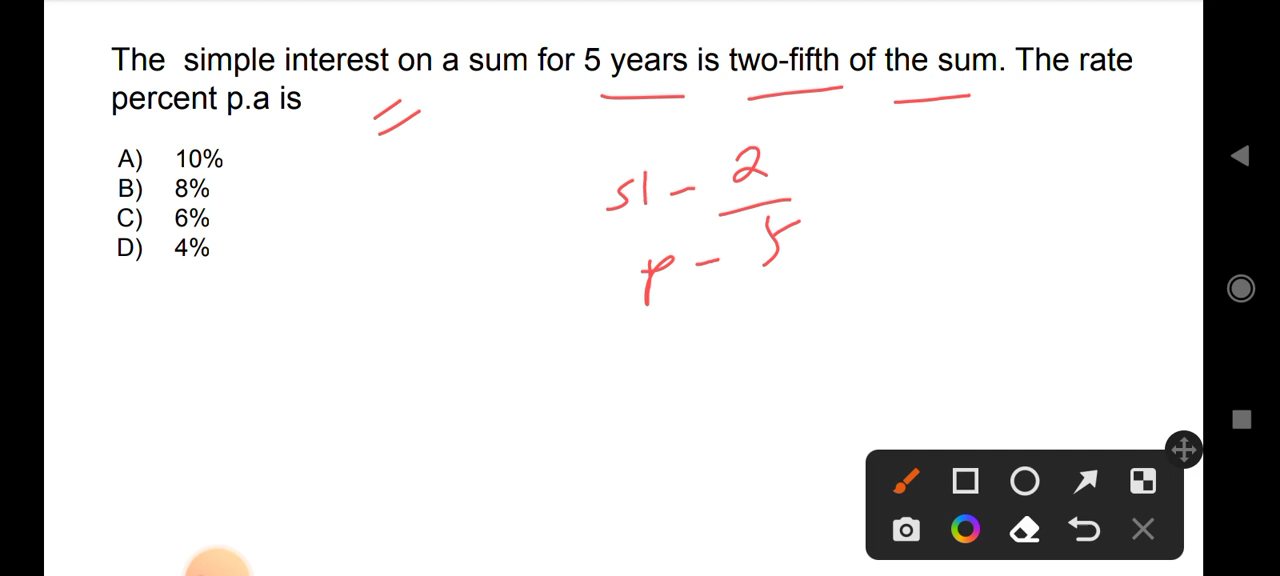 The simple interest on a sum for 5 years is two-fifth of the sum. The rate
percent p.a is
A) 10%
B) 8%
C) 6%
D) 4%
SI - 2
P - 5